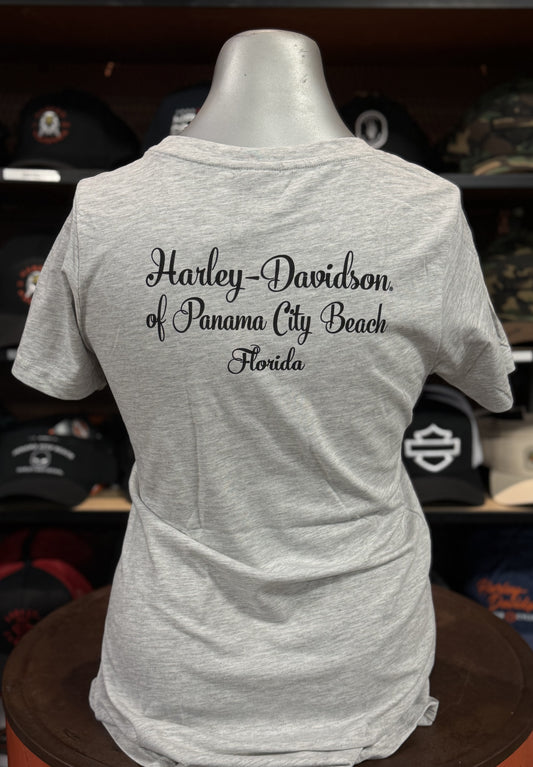 Harley-Davidson®
of Panama City Beach
Florida